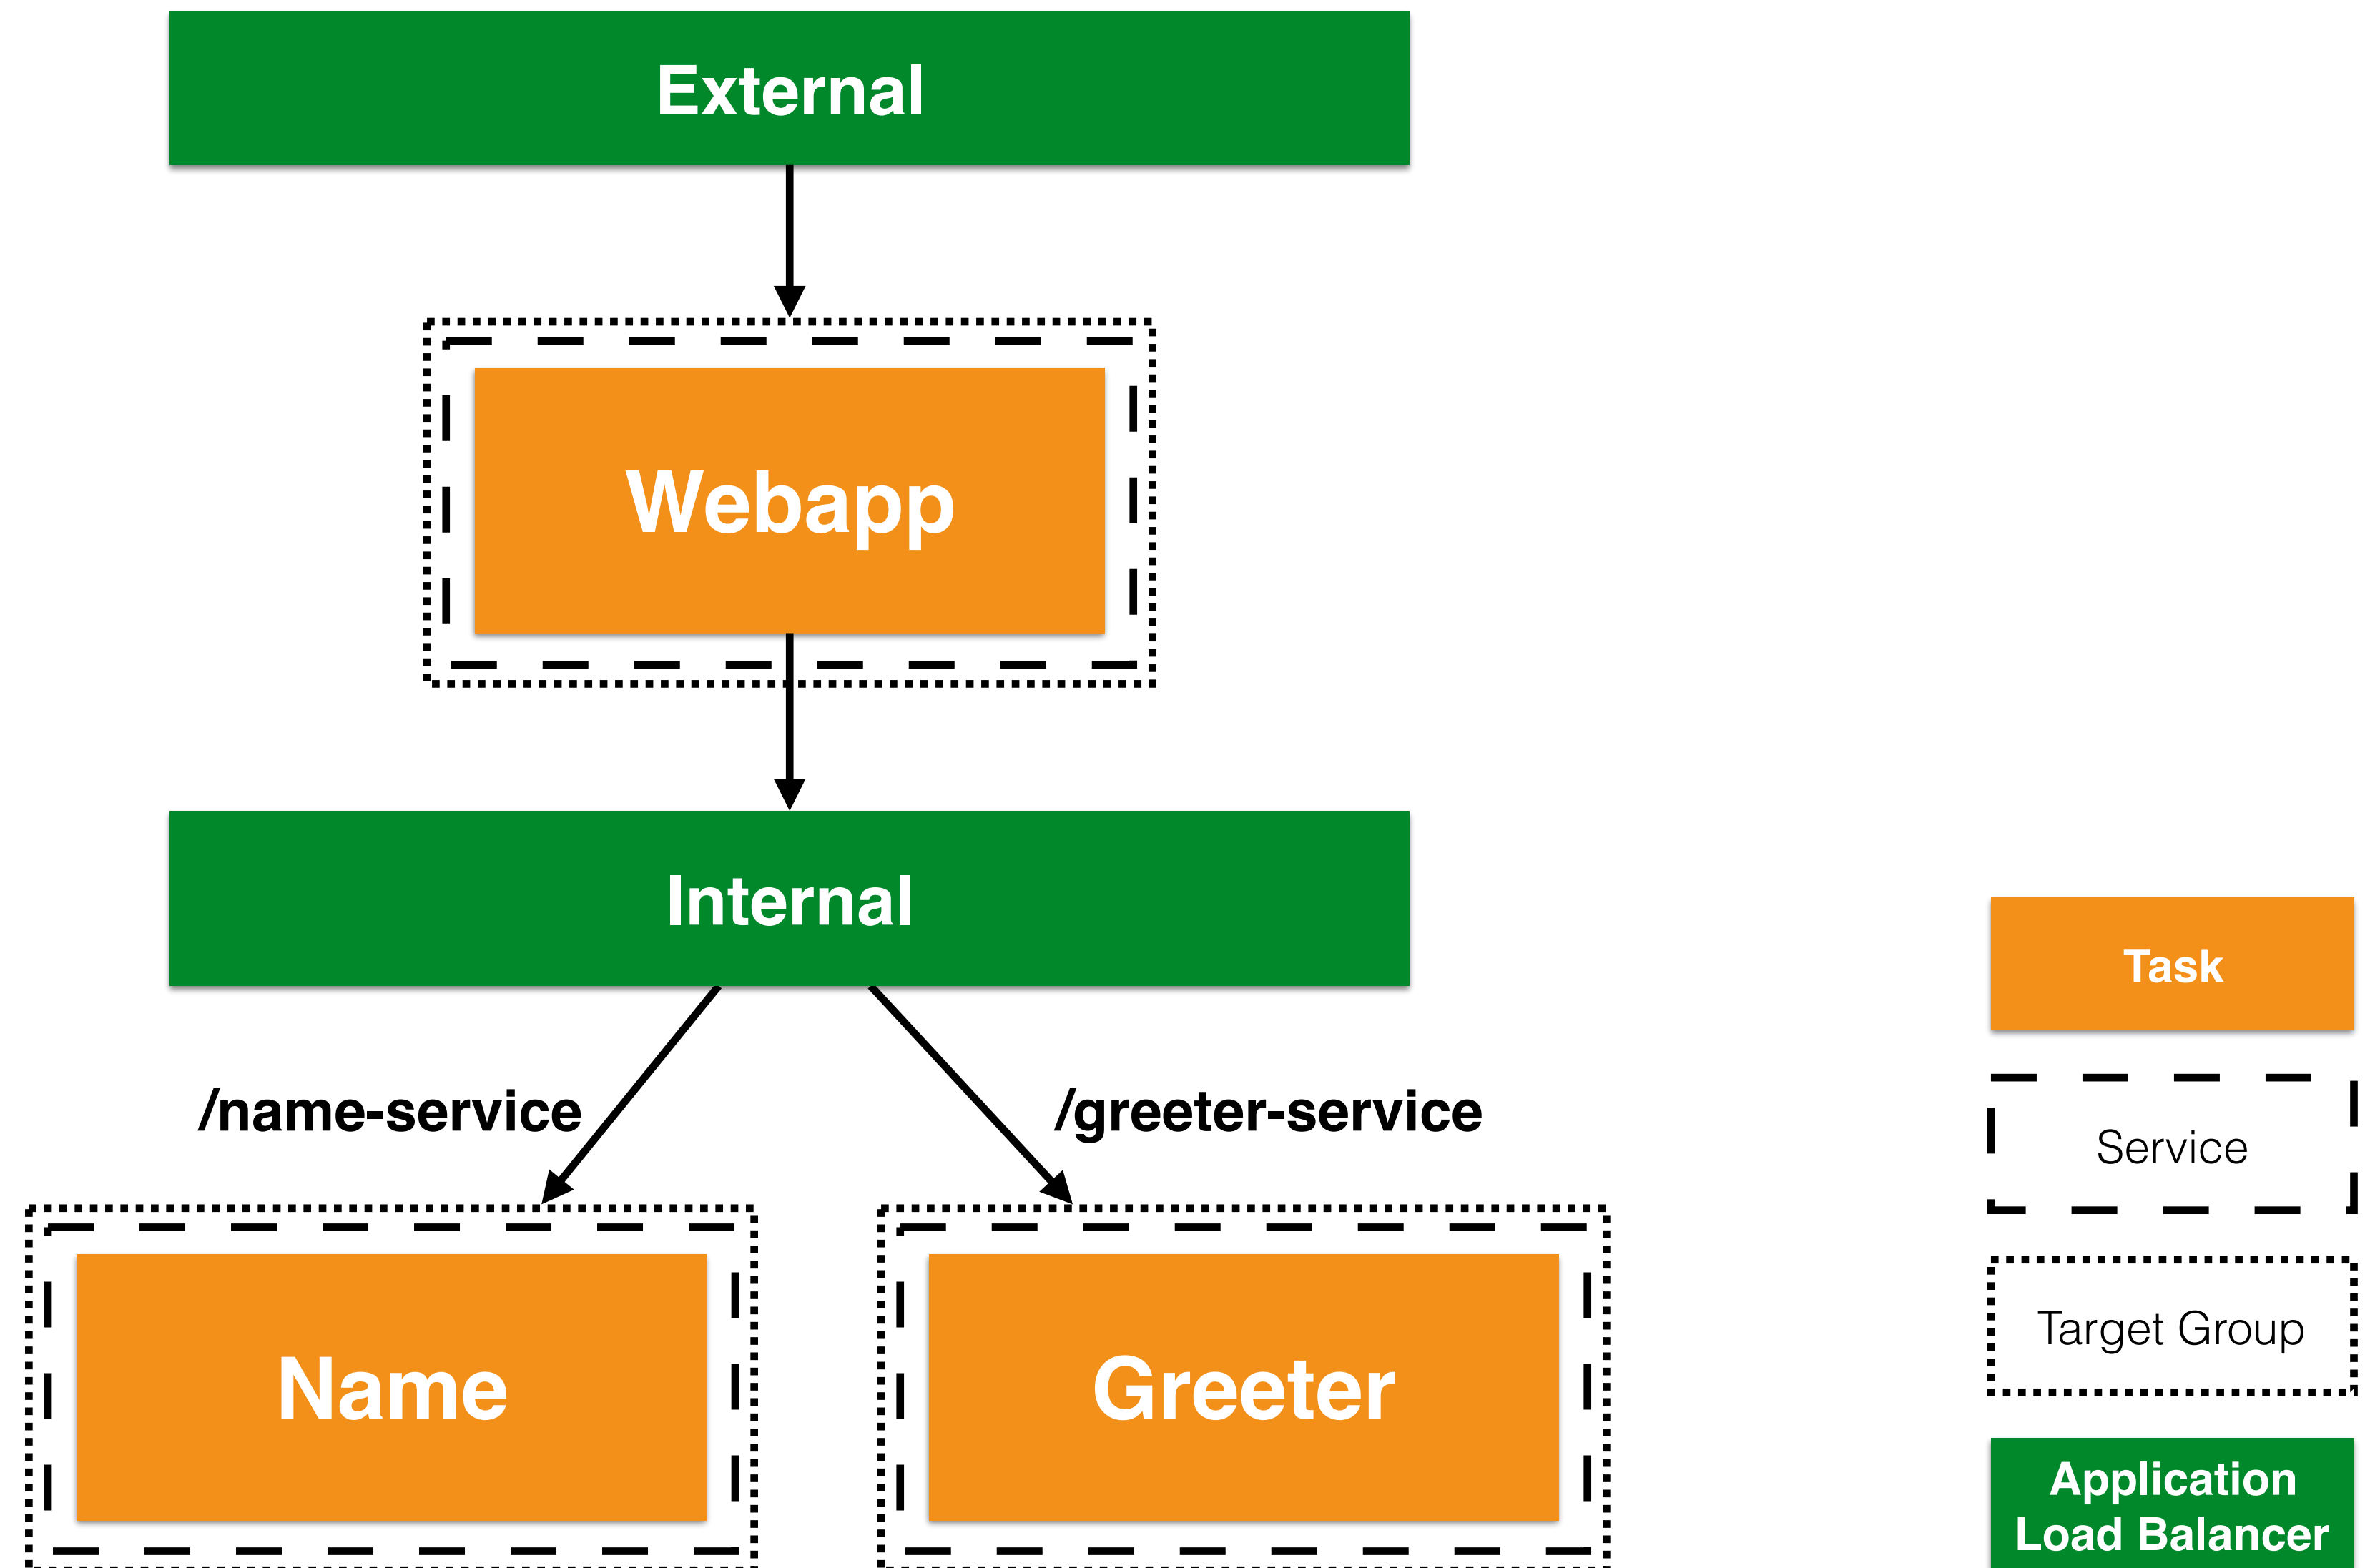 External
Webapp
Internal
/name-service
/greeter-service
Name
Greeter
Task
Service
Target Group
Application
Load Balancer